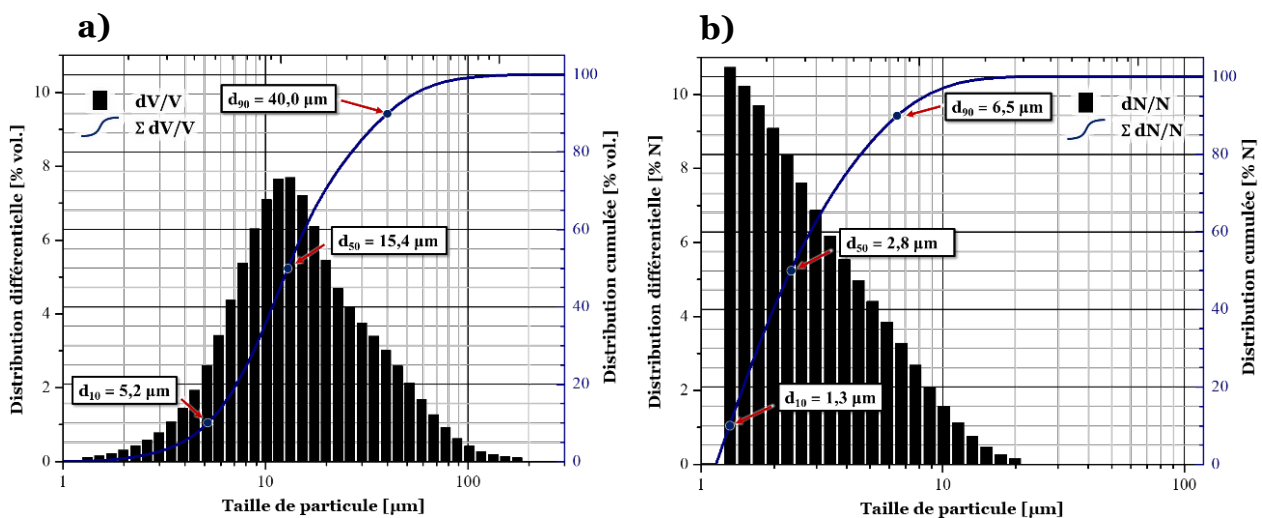 a)
Distribution différentielle [% vol.]
10
8
6
4
2
0
dV/V
Σ dV/V
d90 = 40,0 µm
d50 = 15,4 µm
d10 = 5,2 µm
100
80
60
40
20
0
Distribution cumulée [% vol.]
1 10 100
Taille de particule [µm]
b)
Distribution différentielle [% N]
10
8
6
4
2
0
dN/N
Σ dN/N
d90 = 6,5 µm
d50 = 2,8 µm
d10 = 1,3 µm
100
80
60
40
20
0
Distribution cumulée [% N]
1 10 100
Taille de particule [µm]